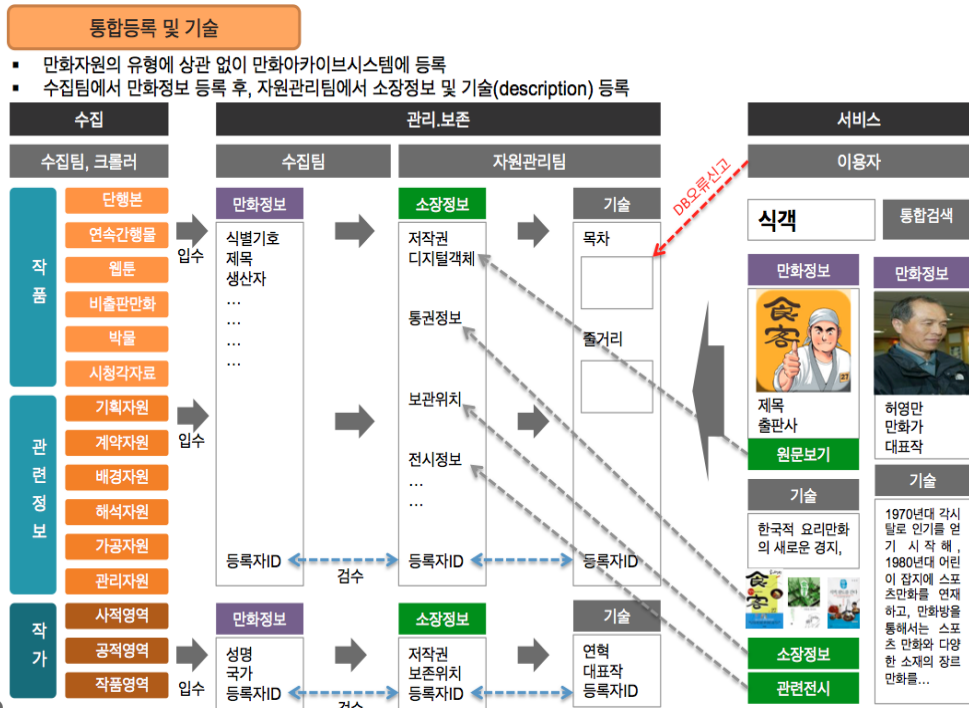 통합등록 및 기술
▪ 만화자원의 유형에 상관 없이 만화아카이브시스템에 등록
▪ 수집팀에서 만화정보 등록 후, 자원관리팀에서 소장정보 및 기술(description) 등록
수집
수집팀, 크롤러
작품
단행본
연속간행물
웹툰
비출판만화
박물
시청각자료
입수
관련정보
기획자원
계약자원
배경자원
해석자원
가공자원
관리자원
입수
작가
사적영역
공적영역
작품영역
입수
관리.보존
수집팀
자원관리팀
만화정보
식별기호
제목
생산자
...
...
...
...
등록자ID
소장정보
저작권
디지털객체
통권정보
보관위치
전시정보
...
...
등록자ID
기술
목차
줄거리
등록자ID
검수
만화정보
성명
국가
등록자ID
소장정보
저작권
보존위치
등록자ID
기술
연혁
대표작
등록자ID
검수
DB오류신고
서비스
이용자
식객
통합검색
만화정보
食客
27
제목
출판사
원문보기
기술
한국적 요리만화
의 새로운 경지,
食客
소장정보
관련전시
만화정보
허영만
만화가
대표작
기술
1970년대 각시
탈로 인기를 얻
기 시작해,
1980년대 어린
이 잡지에 스포
츠만화를 연재
하고, 만화방을
통해서는 스포
츠 만화와 다양
한 소재의 장르
만화를...